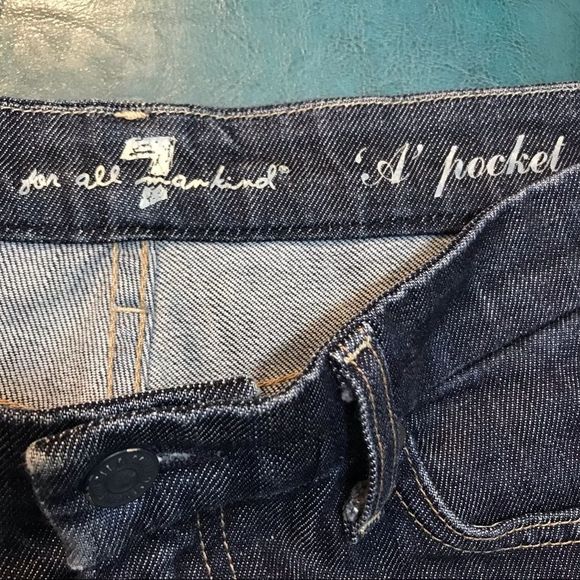 7 for all mankind® 'A' pocket